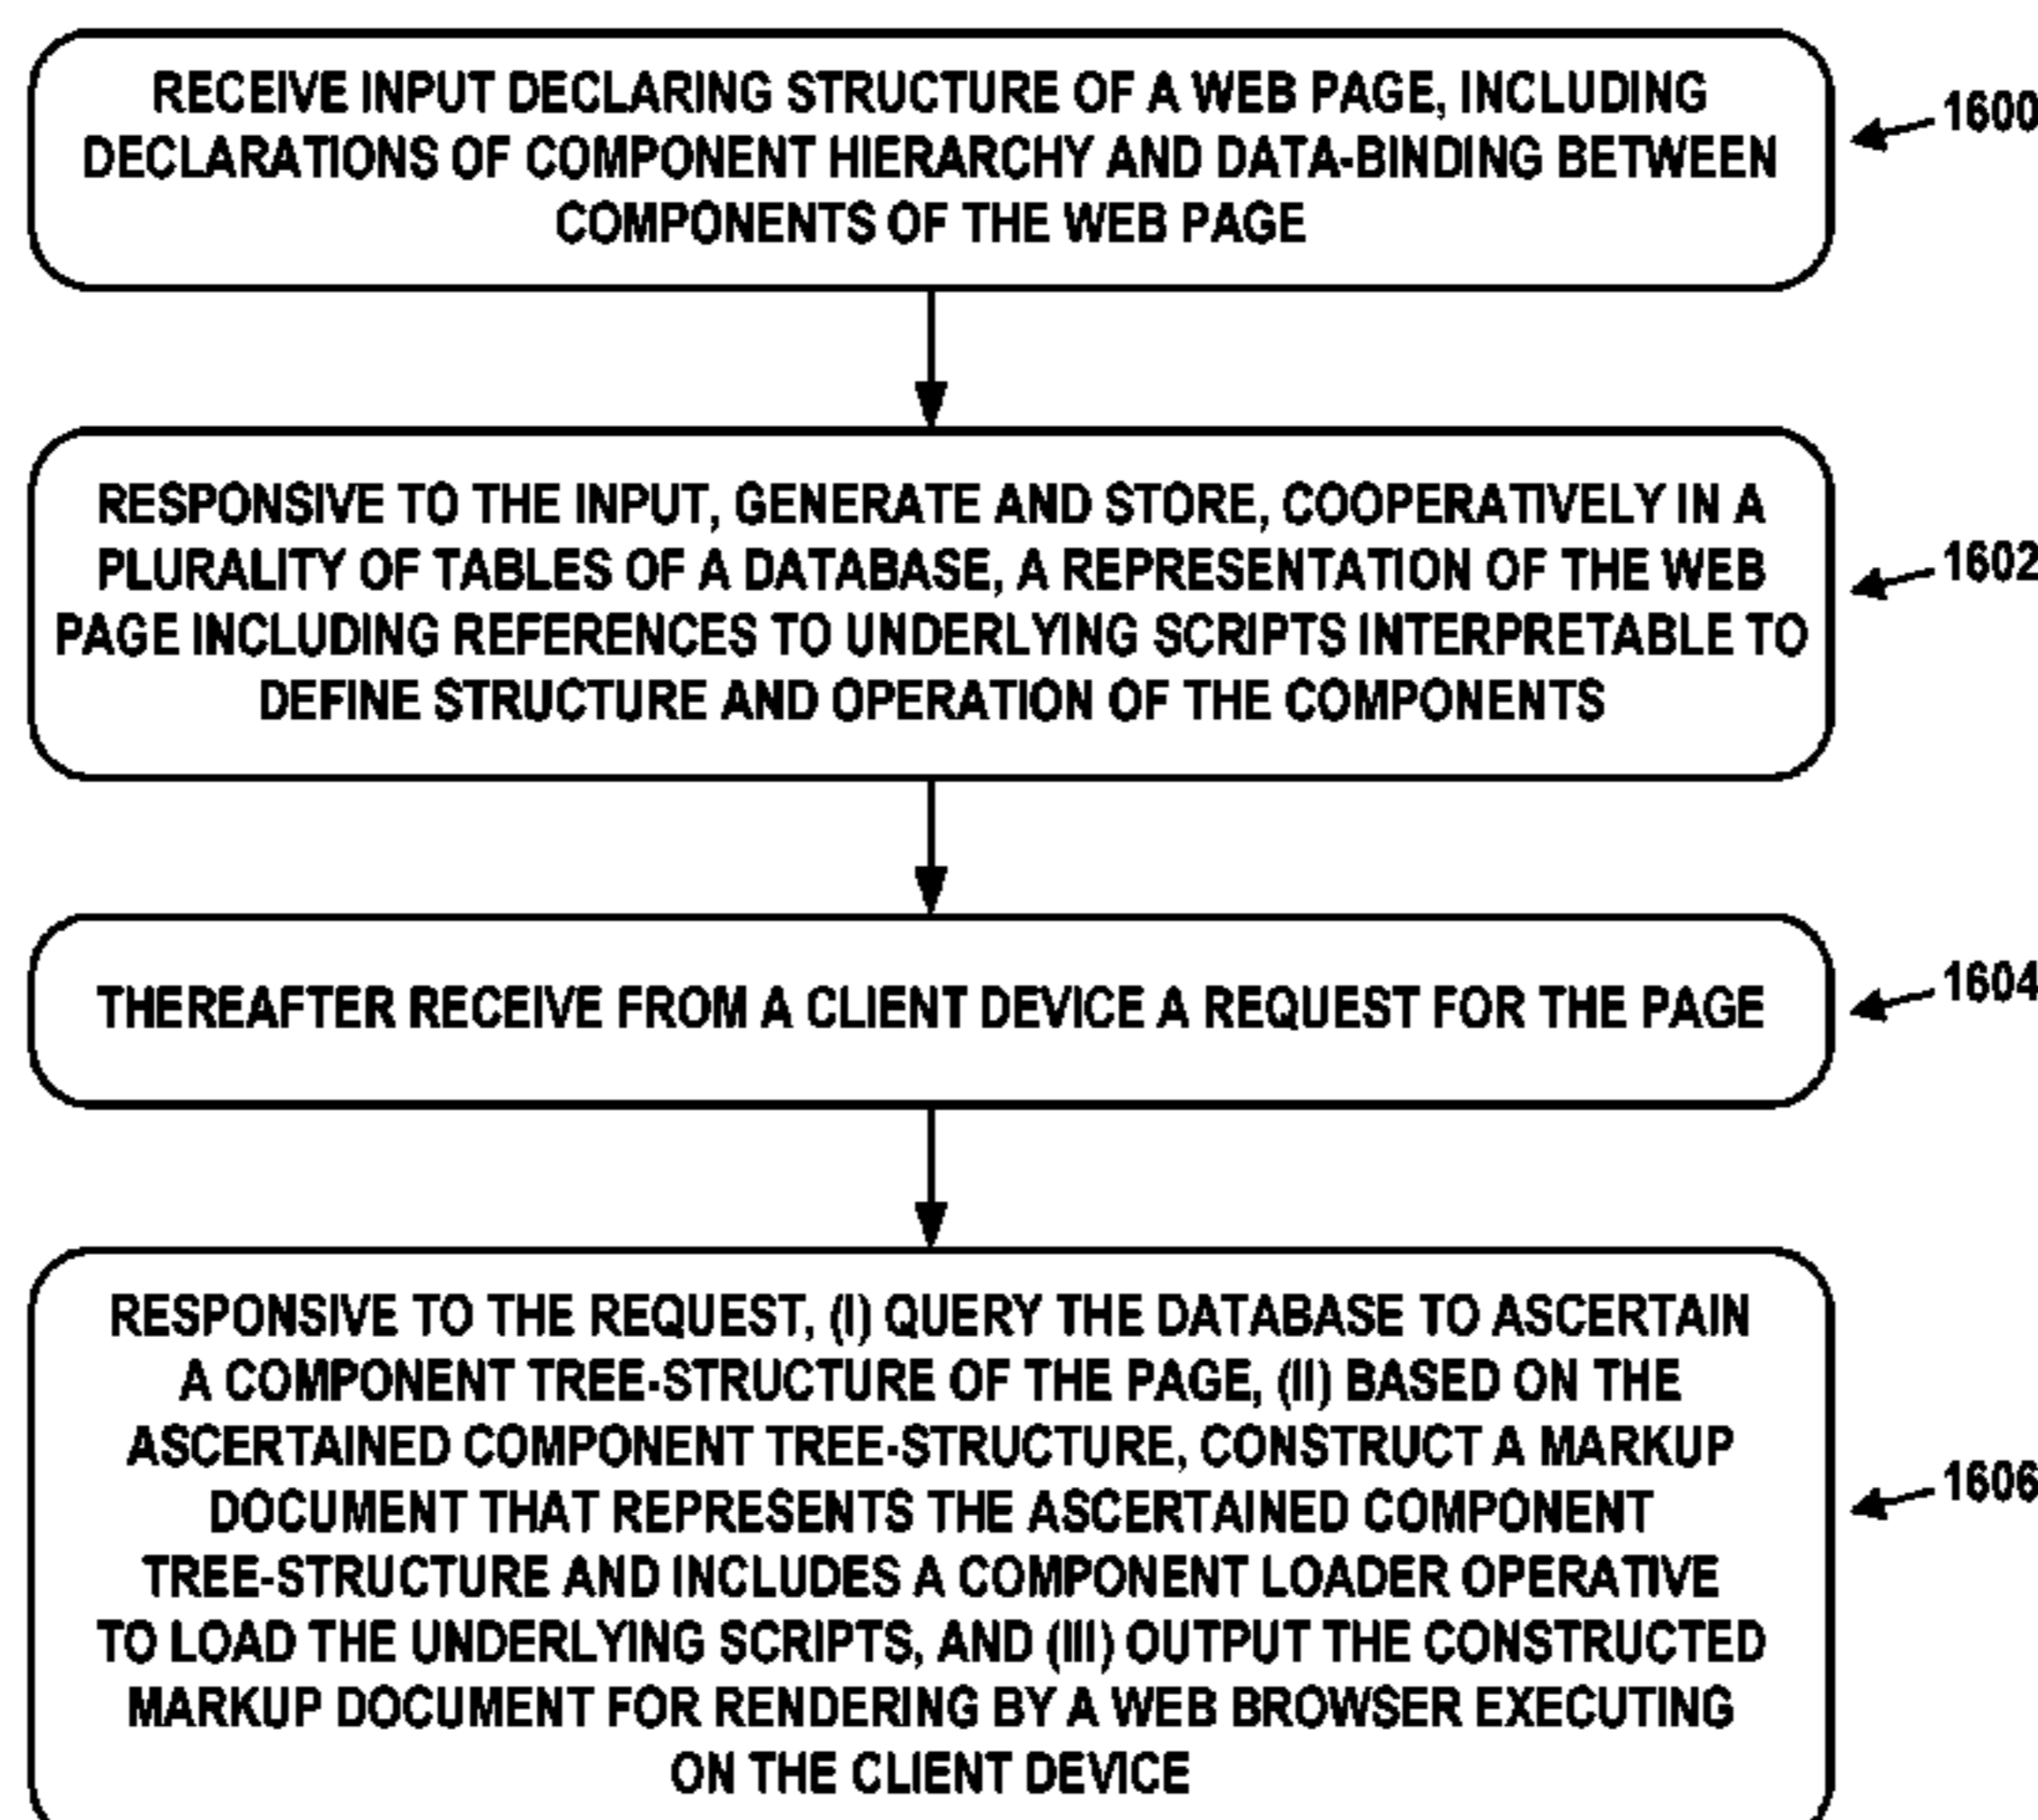 RECEIVE INPUT DECLARING STRUCTURE OF A WEB PAGE, INCLUDING
DECLARATIONS OF COMPONENT HIERARCHY AND DATA-BINDING BETWEEN
COMPONENTS OF THE WEB PAGE
1600
RESPONSIVE TO THE INPUT, GENERATE AND STORE, COOPERATIVELY IN A
PLURALITY OF TABLES OF A DATABASE, A REPRESENTATION OF THE WEB
PAGE INCLUDING REFERENCES TO UNDERLYING SCRIPTS INTERPRETABLE TO
DEFINE STRUCTURE AND OPERATION OF THE COMPONENTS
1602
THEREAFTER RECEIVE FROM A CLIENT DEVICE A REQUEST FOR THE PAGE
1604
RESPONSIVE TO THE REQUEST, (I) QUERY THE DATABASE TO ASCERTAIN
A COMPONENT TREE-STRUCTURE OF THE PAGE, (II) BASED ON THE
ASCERTAINED COMPONENT TREE-STRUCTURE, CONSTRUCT A MARKUP
DOCUMENT THAT REPRESENTS THE ASCERTAINED COMPONENT
TREE-STRUCTURE AND INCLUDES A COMPONENT LOADER OPERATIVE
TO LOAD THE UNDERLYING SCRIPTS, AND (III) OUTPUT THE CONSTRUCTED
MARKUP DOCUMENT FOR RENDERING BY A WEB BROWSER EXECUTING
ON THE CLIENT DEVICE
1606